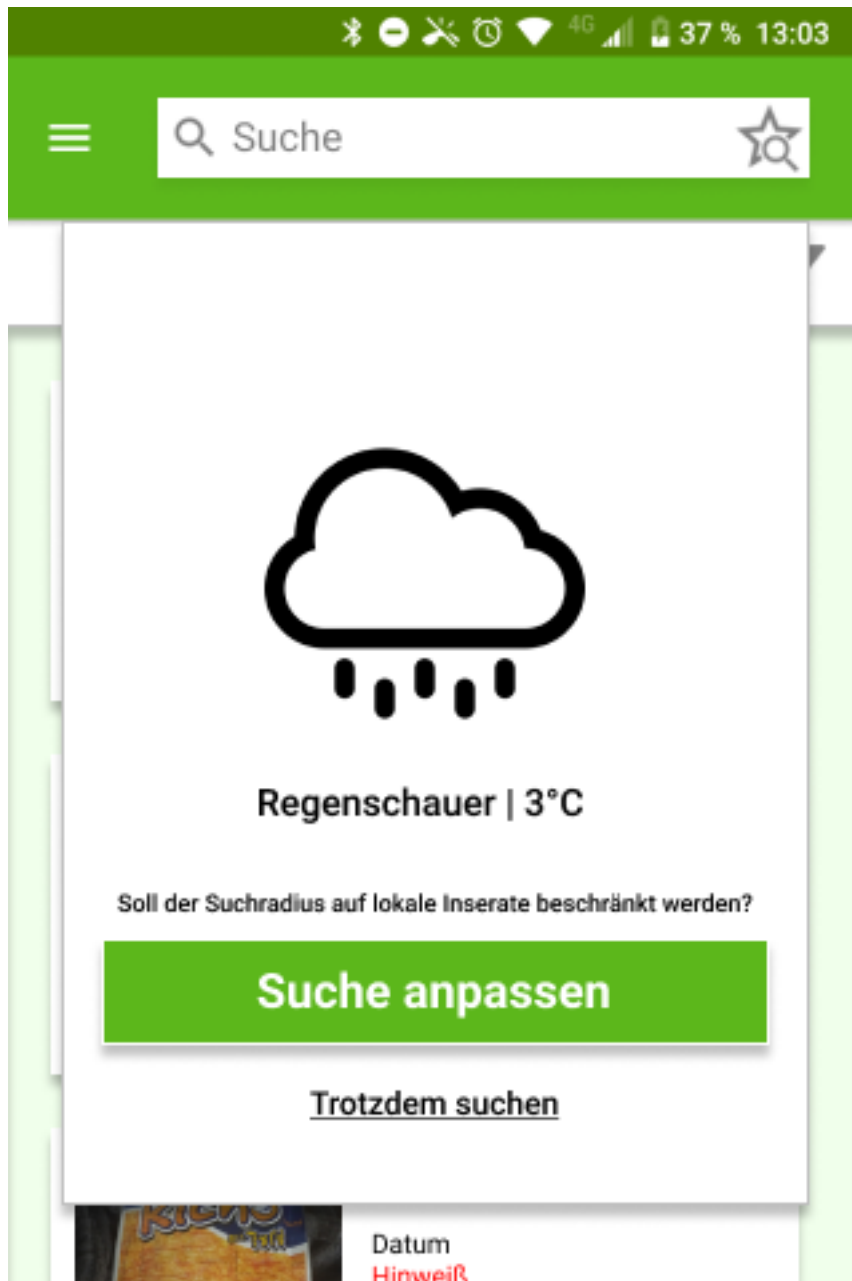 4G 37 % 13:03
Suche
Regenschauer | 3°C
Soll der Suchradius auf lokale Inserate beschränkt werden?
Suche anpassen
Trotzdem suchen
Datum
Hinweiß